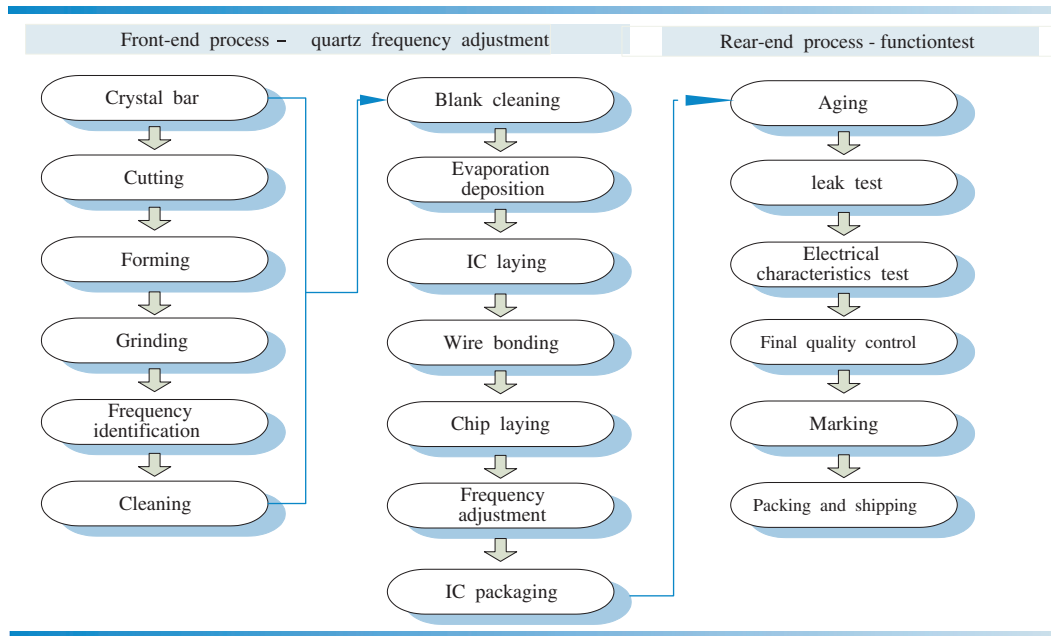 Front-end process – quartz frequency adjustment
Rear-end process - functiontest
Crystal bar
Cutting
Forming
Grinding
Frequency
identification
Cleaning
Blank cleaning
Evaporation
deposition
IC laying
Wire bonding
Chip laying
Frequency
adjustment
IC packaging
Aging
leak test
Electrical
characteristics test
Final quality control
Marking
Packing and shipping